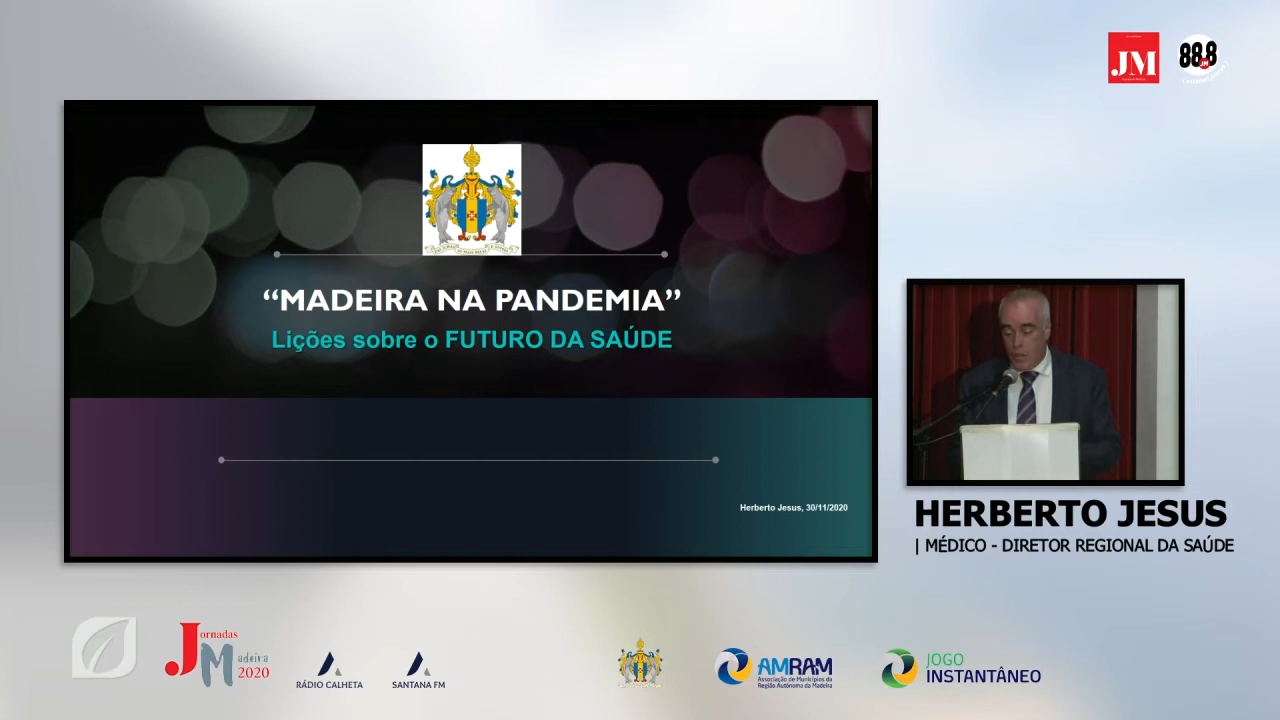 JM
88.8
JM
“MADEIRA NA PANDEMIA”
Lições sobre o FUTURO DA SAÚDE
Herberto Jesus, 30/11/2020
HERBERTO JESUS
| MÉDICO - DIRETOR REGIONAL DA SAÚDE
Jornadas
Madeira
2020
RÁDIO CALHETA
SANTANA FM
AMRAM
Associação de Municípios da
Região Autónoma da Madeira
JOGO
INSTANTÂNEO